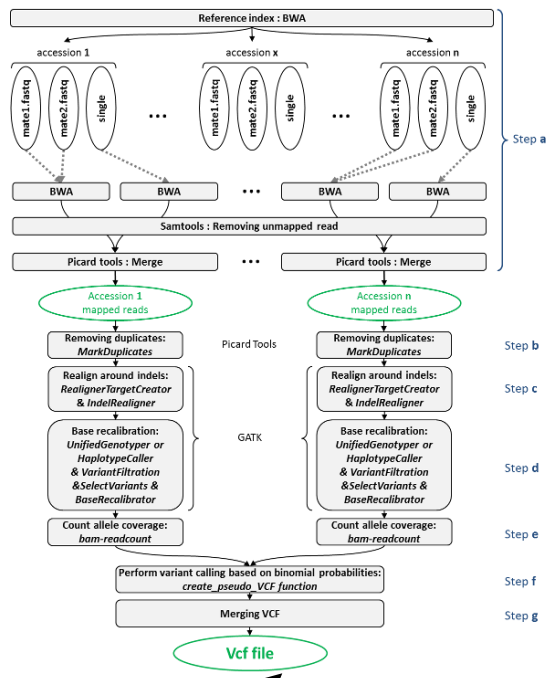 Reference index : BWA
accession 1
accession x
accession n
mate1.fastq
mate2.fastq
single
...
mate1.fastq
mate2.fastq
single
...
mate1.fastq
mate2.fastq
single
Step a
BWA
BWA
...
BWA
BWA
Samtools : Removing unmapped read
Picard tools : Merge
...
Picard tools : Merge
Accession 1
mapped reads
Accession n
mapped reads
Removing duplicates:
MarkDuplicates
Picard Tools
Removing duplicates:
MarkDuplicates
Step b
Realign around indels:
RealignerTargetCreator
& IndelRealigner
Realign around indels:
RealignerTargetCreator
& IndelRealigner
Step c
Base recalibration:
UnifiedGenotyper or
HaplotypeCaller
& VariantFiltration
&SelectVariants &
BaseRecalibrator
GATK
Base recalibration:
UnifiedGenotyper or
HaplotypeCaller
& VariantFiltration
&SelectVariants &
BaseRecalibrator
Step d
Count allele coverage:
bam-readcount
Count allele coverage:
bam-readcount
Step e
Perform variant calling based on binomial probabilities:
create_pseudo_VCF function
Step f
Merging VCF
Step g
Vcf file